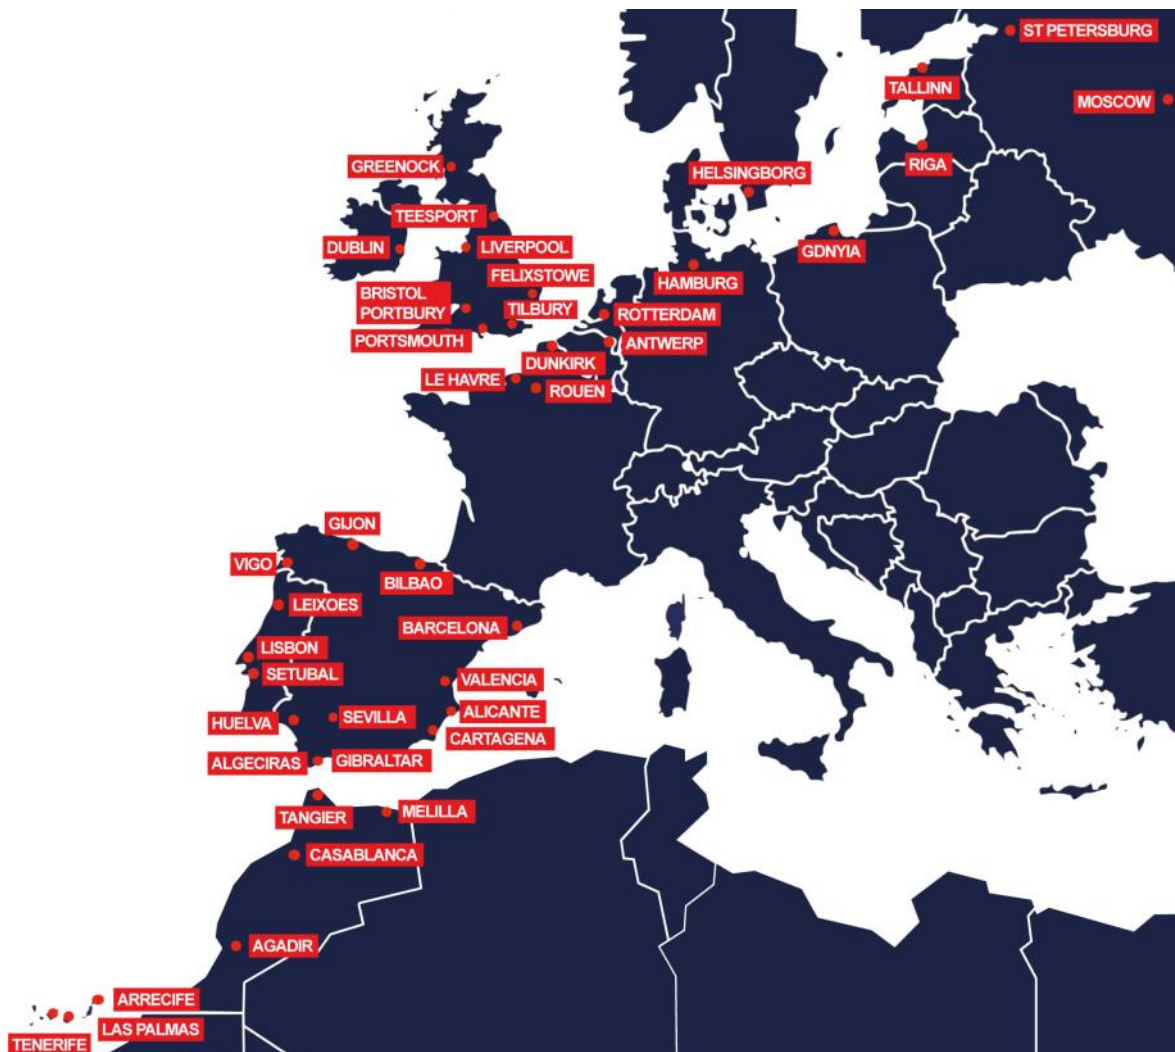 ST PETERSBURG
TALLINN
MOSCOW
RIGA
GREENOCK
HELSINGBORG
TEESPORT
DUBLIN
LIVERPOOL
GDNYIA
FELIXSTOWE
HAMBURG
BRISTOL
PORTBURY
TILBURY
ROTTERDAM
PORTSMOUTH
ANTWERP
DUNKIRK
LE HAVRE
ROUEN
GIJON
VIGO
BILBAO
LEIXOES
BARCELONA
LISBON
SETUBAL
VALENCIA
HUELVA
SEVILLA
ALICANTE
CARTAGENA
ALGECIRAS
GIBRALTAR
TANGIER
MELILLA
CASABLANCA
AGADIR
ARRECIFE
LAS PALMAS
TENERIFE